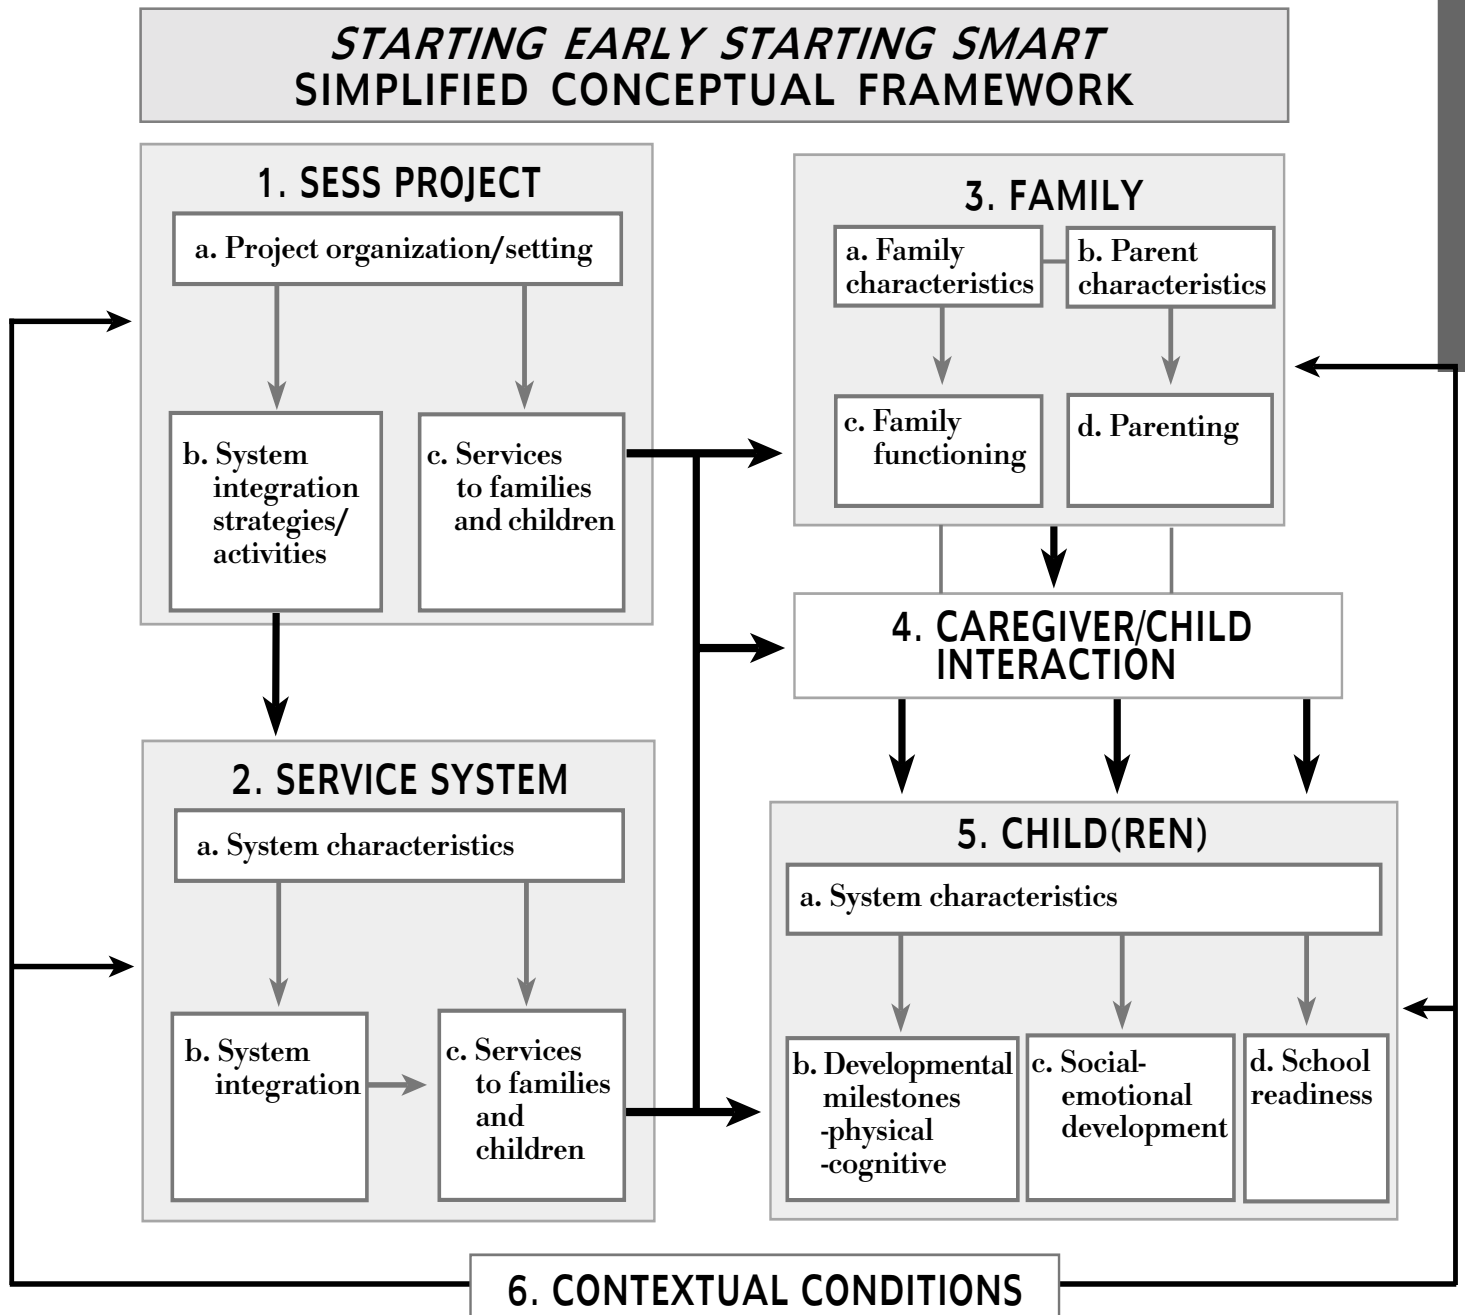 STARTING EARLY STARTING SMART
SIMPLIFIED CONCEPTUAL FRAMEWORK
1. SESS PROJECT
a. Project organization/setting
b. System
integration
strategies/
activities
c. Services
to families
and children
2. SERVICE SYSTEM
a. System characteristics
b. System
integration
c. Services
to families
and
children
3. FAMILY
a. Family
characteristics
b. Parent
characteristics
c. Family
functioning
d. Parenting
4. CAREGIVER/CHILD
INTERACTION
5. CHILD(REN)
a. System characteristics
b. Developmental
milestones
-physical
-cognitive
c. Social-
emotional
development
d. School
readiness
6. CONTEXTUAL CONDITIONS